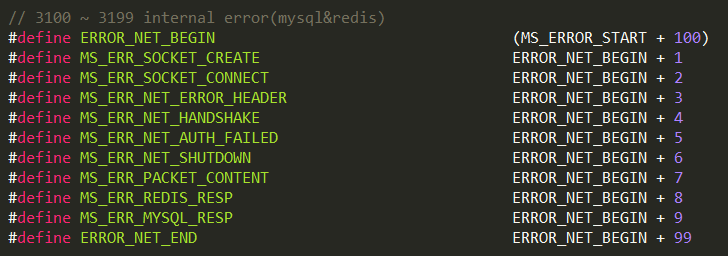 // 3100 ~ 3199 internal error(mysql&redis)
#define ERROR_NET_BEGIN (MS_ERROR_START + 100)
#define MS_ERR_SOCKET_CREATE ERROR_NET_BEGIN + 1
#define MS_ERR_SOCKET_CONNECT ERROR_NET_BEGIN + 2
#define MS_ERR_NET_ERROR_HEADER ERROR_NET_BEGIN + 3
#define MS_ERR_NET_HANDSHAKE ERROR_NET_BEGIN + 4
#define MS_ERR_NET_AUTH_FAILED ERROR_NET_BEGIN + 5
#define MS_ERR_NET_SHUTDOWN ERROR_NET_BEGIN + 6
#define MS_ERR_PACKET_CONTENT ERROR_NET_BEGIN + 7
#define MS_ERR_REDIS_RESP ERROR_NET_BEGIN + 8
#define MS_ERR_MYSQL_RESP ERROR_NET_BEGIN + 9
#define ERROR_NET_END ERROR_NET_BEGIN + 99